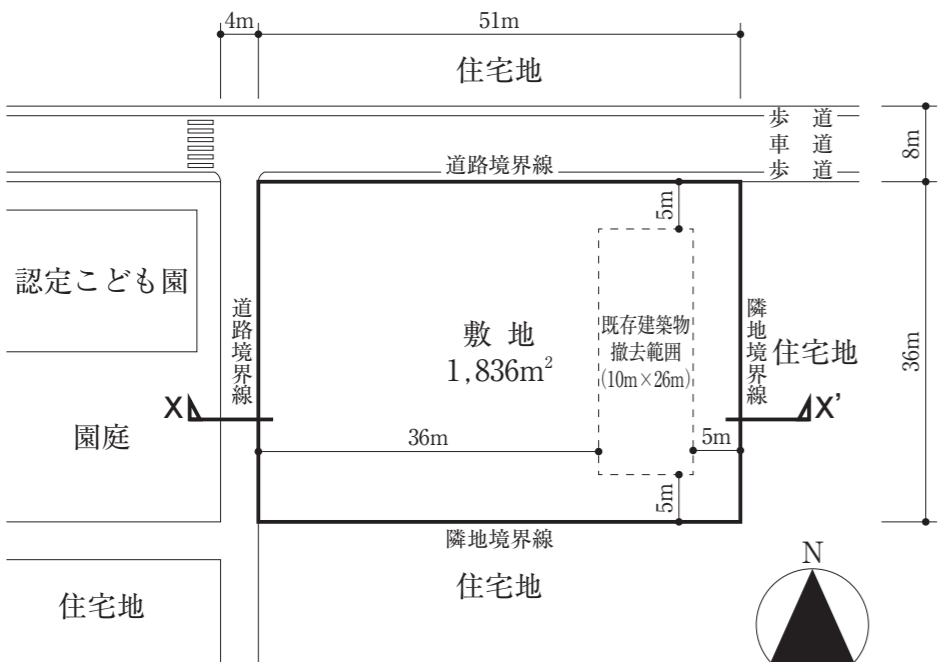 4m
51m
住宅地
歩道
車道
歩道
8m
道路境界線
5m
認定こども園
道路境界線
敷地
1,836m²
既存建築物
撤去範囲
(10m×26m)
隣地境界線
住宅地
36m
X
X'
園庭
36m
5m
5m
隣地境界線
住宅地
住宅地
N